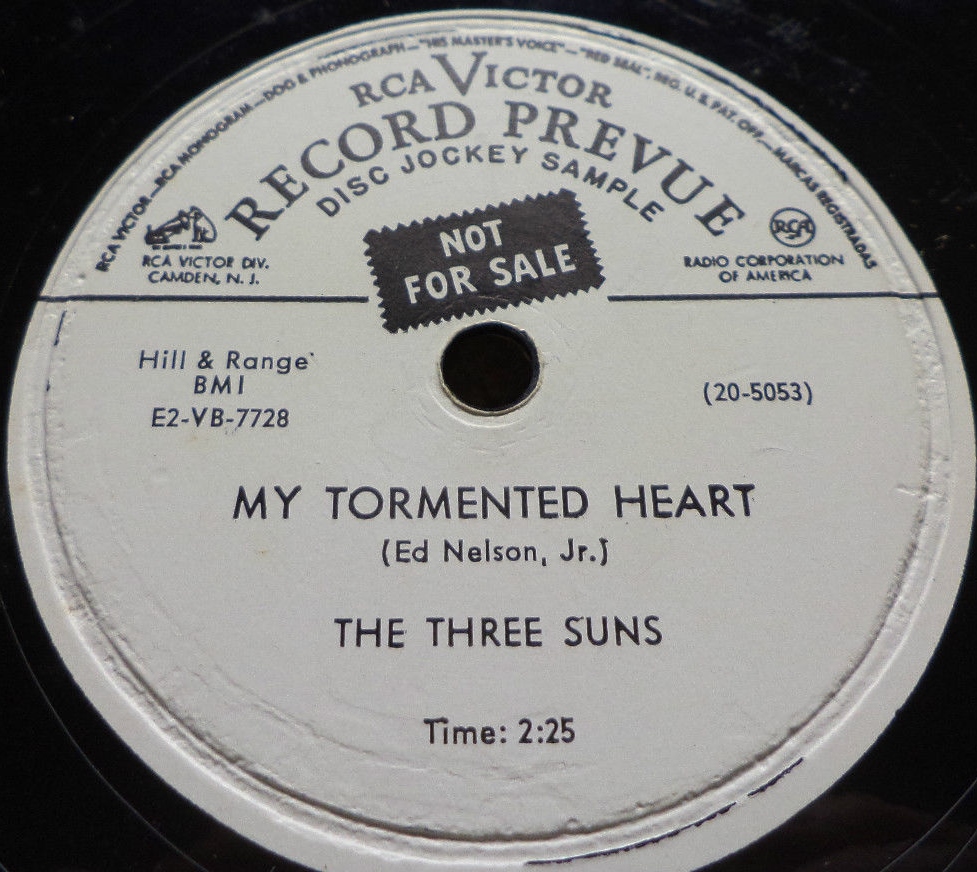 RCA VICTOR—RCA MONOGRAM—DOG & PHONOGRAPH—"HIS MASTER'S VOICE"—"RED SEAL", REG. U. S. PAT. OFF.—MARCAS REGISTRADAS
RCA VICTOR
RECORD PREVUE
DISC JOCKEY SAMPLE
NOT
FOR SALE
RCA VICTOR DIV.
CAMDEN, N. J.
RCA
RADIO CORPORATION
OF AMERICA
Hill & Range
BMI
E2-VB-7728
(20-5053)
MY TORMENTED HEART
(Ed Nelson, Jr.)
THE THREE SUNS
Time: 2:25